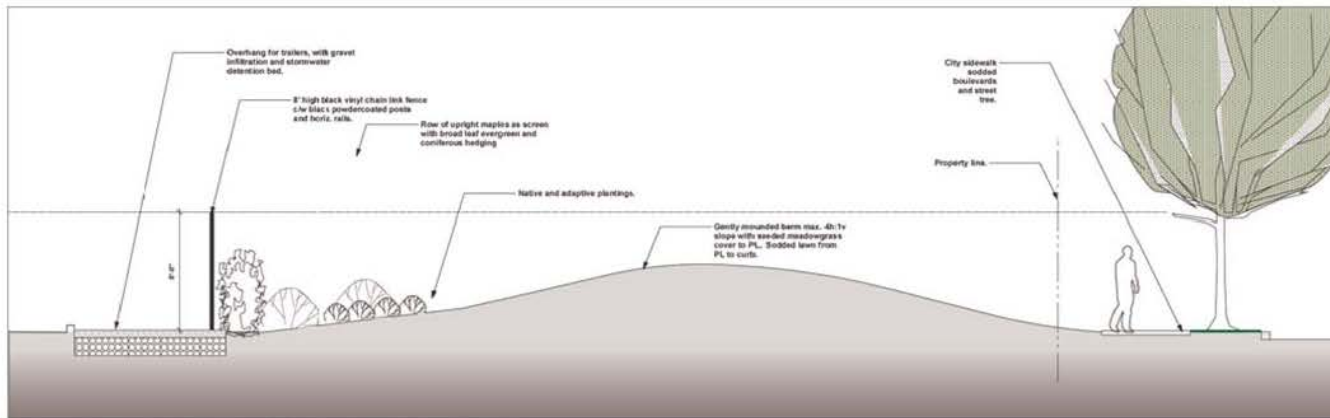 Overhang for trailers, with gravel
infiltration and stormwater
detention bed.
8' high black vinyl chain link fence
c/w black powdercoated posts
and horiz. rails.
Row of upright maples as screen
with broad leaf evergreen and
coniferous hedging
Native and adaptive plantings.
Gently mounded berm max. 4h:1v
slope with seeded meadowgrass
cover to PL. Sodded lawn from
PL to curb.
Property line.
City sidewalk
sodded
boulevards
and street
tree.